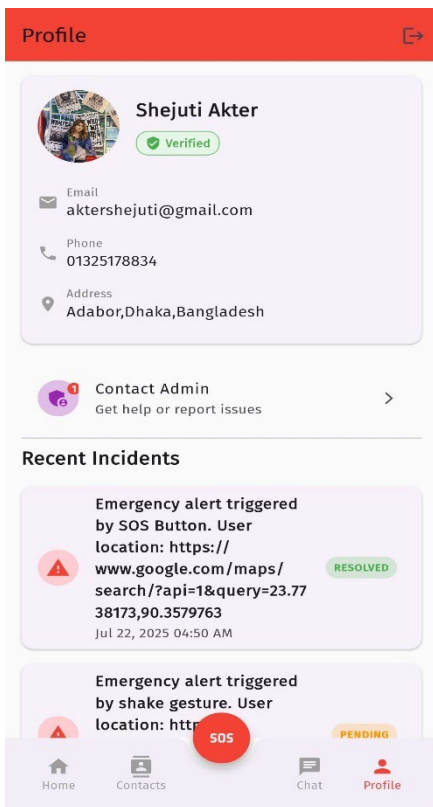 Profile
Shejuti Akter
Verified
Email
aktershejuti@gmail.com
Phone
01325178834
Address
Adabor,Dhaka,Bangladesh
1
Contact Admin
Get help or report issues
Recent Incidents
Emergency alert triggered
by SOS Button. User
location: https://
www.google.com/maps/
search/?api=1&query=23.77
38173,90.3579763
RESOLVED
Jul 22, 2025 04:50 AM
Emergency alert triggered
by shake gesture. User
location: http
PENDING
SOS
Home
Contacts
Chat
Profile